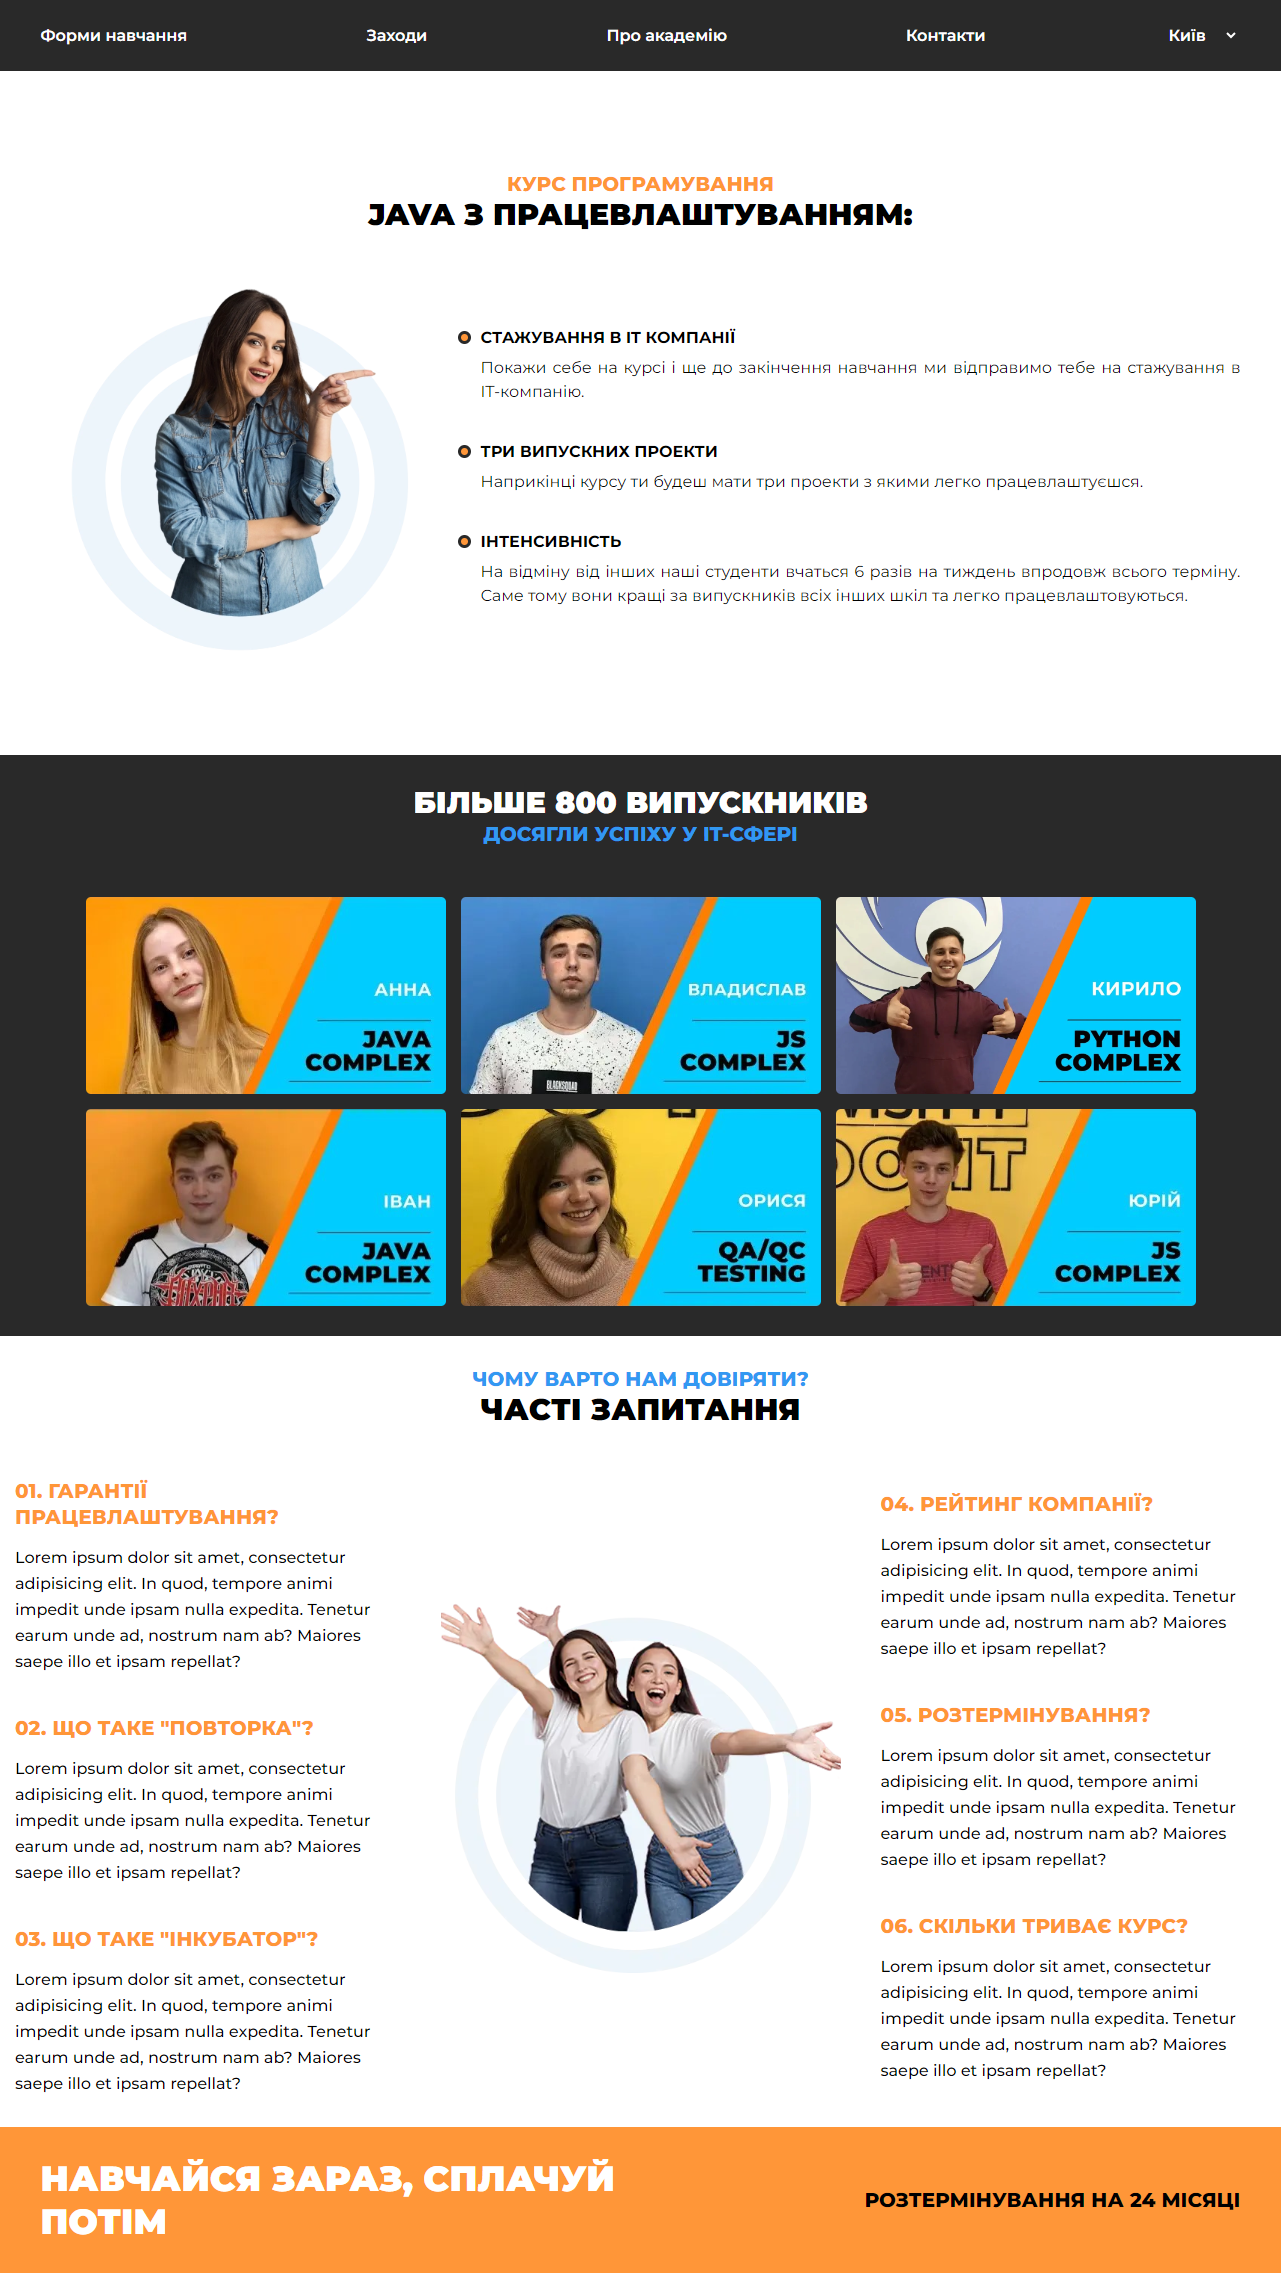 Форми навчання
Заходи
Про академію
Контакти
Київ
КУРС ПРОГРАМУВАННЯ
JAVA З ПРАЦЕВЛАШТУВАННЯМ:
СТАЖУВАННЯ В ІТ КОМПАНІЇ
Покажи себе на курсі і ще до закінчення навчання ми відправимо тебе на стажування в
ІТ-компанію.
ТРИ ВИПУСКНИХ ПРОЕКТИ
Наприкінці курсу ти будеш мати три проекти з якими легко працевлаштуєшся.
ІНТЕНСИВНІСТЬ
На відміну від інших наші студенти вчаться 6 разів на тиждень впродовж всього терміну.
Саме тому вони кращі за випускників всіх інших шкіл та легко працевлаштовуються.
БІЛЬШЕ 800 ВИПУСКНИКІВ
ДОСЯГЛИ УСПІХУ У ІТ-СФЕРІ
АННА
JAVA
COMPLEX
ВЛАДИСЛАВ
JS
COMPLEX
BLACKSQUAD
КИРИЛО
PYTHON
COMPLEX
ІВАН
JAVA
COMPLEX
ОРИСЯ
QA/QC
TESTING
ЮРІЙ
JS
COMPLEX
ЧОМУ ВАРТО НАМ ДОВІРЯТИ?
ЧАСТІ ЗАПИТАННЯ
01. ГАРАНТІЇ
ПРАЦЕВЛАШТУВАННЯ?
Lorem ipsum dolor sit amet, consectetur
adipisicing elit. In quod, tempore animi
impedit unde ipsam nulla expedita. Tenetur
earum unde ad, nostrum nam ab? Maiores
saepe illo et ipsam repellat?
02. ЩО ТАКЕ "ПОВТОРКА"?
Lorem ipsum dolor sit amet, consectetur
adipisicing elit. In quod, tempore animi
impedit unde ipsam nulla expedita. Tenetur
earum unde ad, nostrum nam ab? Maiores
saepe illo et ipsam repellat?
03. ЩО ТАКЕ "ІНКУБАТОР"?
Lorem ipsum dolor sit amet, consectetur
adipisicing elit. In quod, tempore animi
impedit unde ipsam nulla expedita. Tenetur
earum unde ad, nostrum nam ab? Maiores
saepe illo et ipsam repellat?
04. РЕЙТИНГ КОМПАНІЇ?
Lorem ipsum dolor sit amet, consectetur
adipisicing elit. In quod, tempore animi
impedit unde ipsam nulla expedita. Tenetur
earum unde ad, nostrum nam ab? Maiores
saepe illo et ipsam repellat?
05. РОЗТЕРМІНУВАННЯ?
Lorem ipsum dolor sit amet, consectetur
adipisicing elit. In quod, tempore animi
impedit unde ipsam nulla expedita. Tenetur
earum unde ad, nostrum nam ab? Maiores
saepe illo et ipsam repellat?
06. СКІЛЬКИ ТРИВАЄ КУРС?
Lorem ipsum dolor sit amet, consectetur
adipisicing elit. In quod, tempore animi
impedit unde ipsam nulla expedita. Tenetur
earum unde ad, nostrum nam ab? Maiores
saepe illo et ipsam repellat?
НАВЧАЙСЯ ЗАРАЗ, СПЛАЧУЙ
ПОТІМ
РОЗТЕРМІНУВАННЯ НА 24 МІСЯЦІ